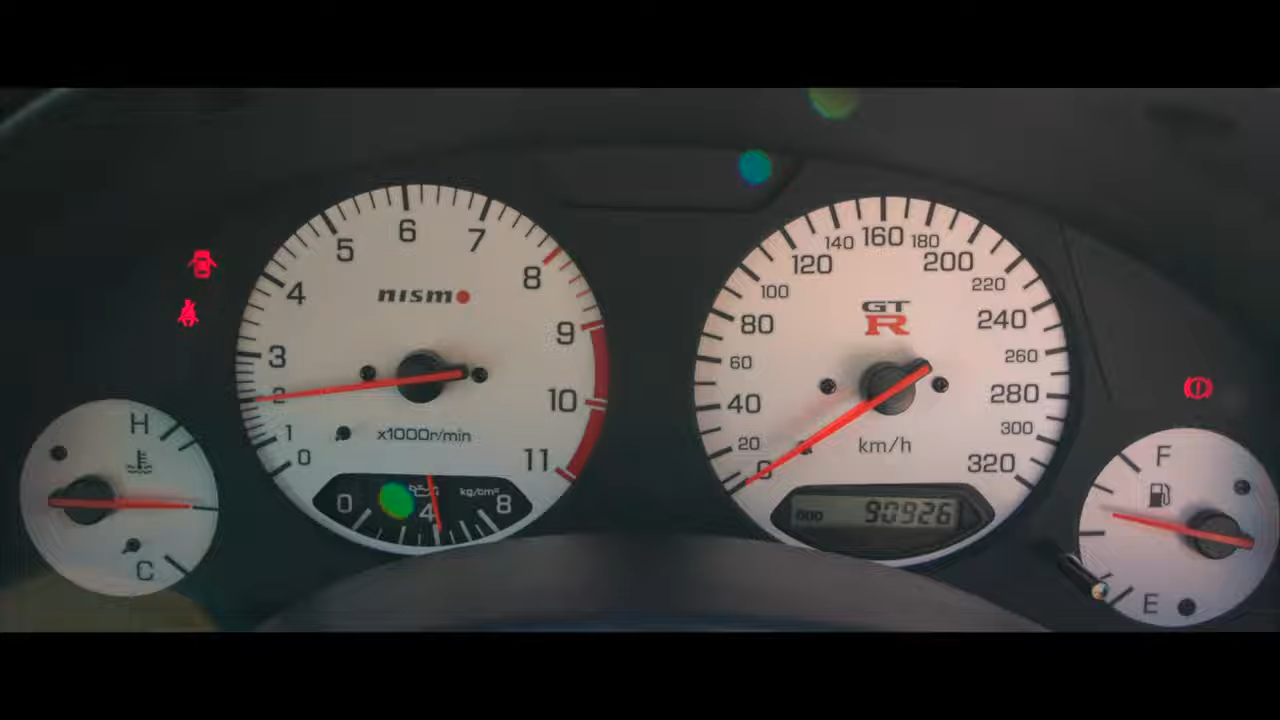 6
5 7
4 8
nismo
3 9
2
10
x1000r/min
1
0 11
0 4 kg/cm² 8
H
C
140 160 180
120 200
100 220
GT
R
80 240
60 260
40 280
20 km/h 300
0 320
ODO 90926
F
E